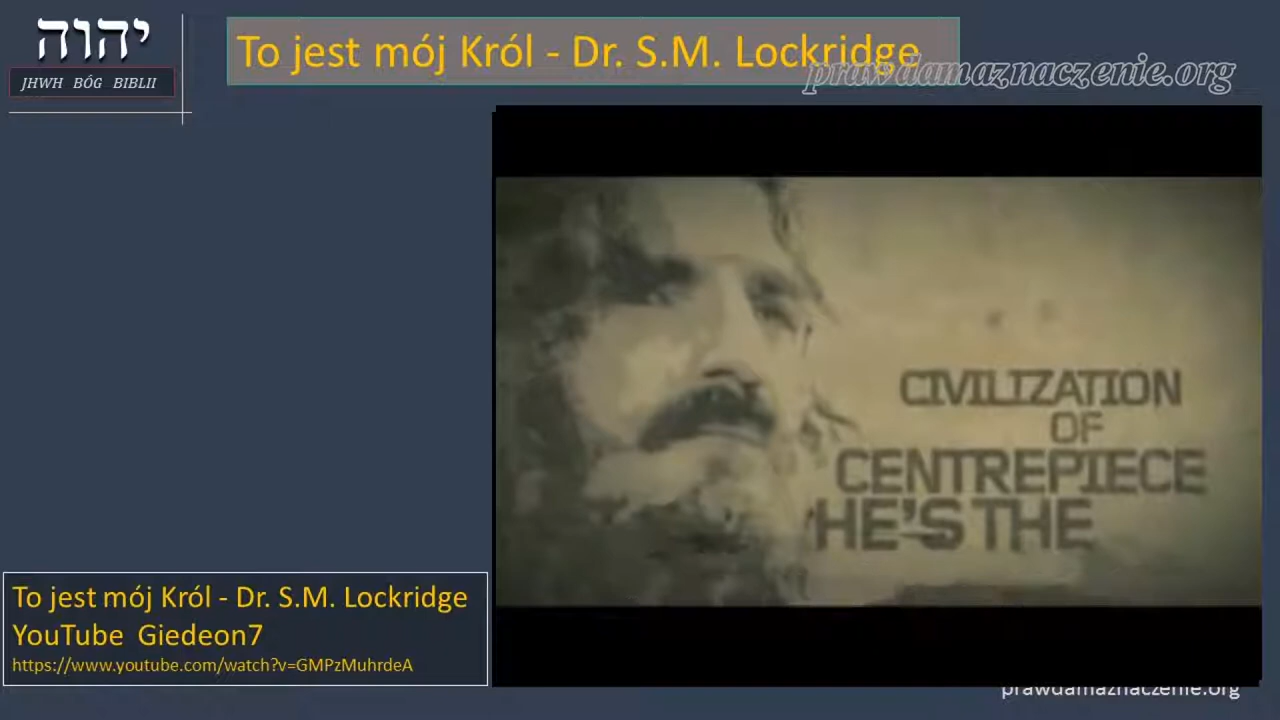 יהוה
JHWH BÓG BIBLII
To jest mój Król - Dr. S.M. Lockridge
prawdamaznaczenie.org
CIVILIZATION
OF
CENTREPIECE
HE'S THE
To jest mój Król - Dr. S.M. Lockridge
YouTube Giedeon7
https://www.youtube.com/watch?v=GMPzMuhrdeA
prawdamaznaczenie.org